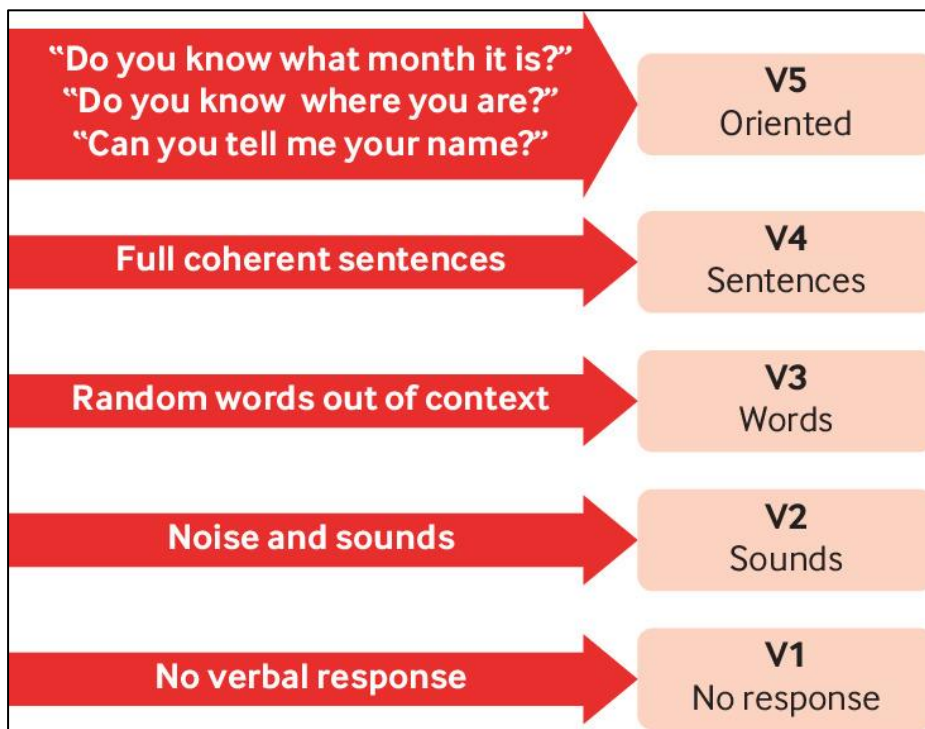 “Do you know what month it is?”
“Do you know where you are?”
“Can you tell me your name?”
V5
Oriented
Full coherent sentences
V4
Sentences
Random words out of context
V3
Words
Noise and sounds
V2
Sounds
No verbal response
V1
No response